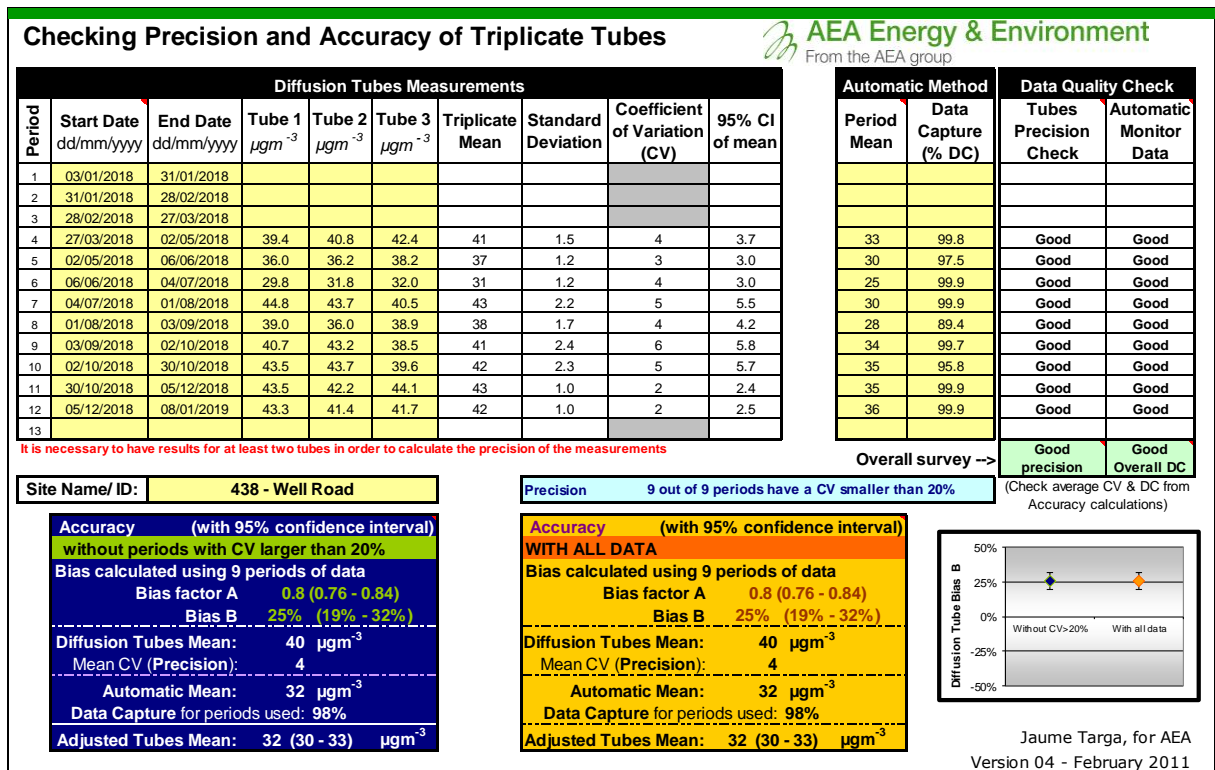 Checking Precision and Accuracy of Triplicate Tubes
AEA Energy & Environment
From the AEA group
Diffusion Tubes Measurements
Automatic Method
Data Quality Check
Period
Start Date dd/mm/yyyy
End Date dd/mm/yyyy
Tube 1 µgm⁻³
Tube 2 µgm⁻³
Tube 3 µgm⁻³
Triplicate Mean
Standard Deviation
Coefficient of Variation (CV)
95% CI of mean
Period Mean
Data Capture (% DC)
Tubes Precision Check
Automatic Monitor Data
1 03/01/2018 31/01/2018
2 31/01/2018 28/02/2018
3 28/02/2018 27/03/2018
4 27/03/2018 02/05/2018 39.4 40.8 42.4 41 1.5 4 3.7 33 99.8 Good Good
5 02/05/2018 06/06/2018 36.0 36.2 38.2 37 1.2 3 3.0 30 97.5 Good Good
6 06/06/2018 04/07/2018 29.8 31.8 32.0 31 1.2 4 3.0 25 99.9 Good Good
7 04/07/2018 01/08/2018 44.8 43.7 40.5 43 2.2 5 5.5 30 99.9 Good Good
8 01/08/2018 03/09/2018 39.0 36.0 38.9 38 1.7 4 4.2 28 89.4 Good Good
9 03/09/2018 02/10/2018 40.7 43.2 38.5 41 2.4 6 5.8 34 99.7 Good Good
10 02/10/2018 30/10/2018 43.5 43.7 39.6 42 2.3 5 5.7 35 95.8 Good Good
11 30/10/2018 05/12/2018 43.5 42.2 44.1 43 1.0 2 2.4 35 99.9 Good Good
12 05/12/2018 08/01/2019 43.3 41.4 41.7 42 1.0 2 2.5 36 99.9 Good Good
13
It is necessary to have results for at least two tubes in order to calculate the precision of the measurements
Overall survey --> Good precision Good Overall DC
Site Name/ ID: 438 - Well Road
Precision 9 out of 9 periods have a CV smaller than 20%
(Check average CV & DC from
Accuracy calculations)
Accuracy (with 95% confidence interval)
without periods with CV larger than 20%
Bias calculated using 9 periods of data
Bias factor A 0.8 (0.76 - 0.84)
Bias B 25% (19% - 32%)
Diffusion Tubes Mean: 40 µgm⁻³
Mean CV (Precision): 4
Automatic Mean: 32 µgm⁻³
Data Capture for periods used: 98%
Adjusted Tubes Mean: 32 (30 - 33) µgm⁻³
Accuracy (with 95% confidence interval)
WITH ALL DATA
Bias calculated using 9 periods of data
Bias factor A 0.8 (0.76 - 0.84)
Bias B 25% (19% - 32%)
Diffusion Tubes Mean: 40 µgm⁻³
Mean CV (Precision): 4
Automatic Mean: 32 µgm⁻³
Data Capture for periods used: 98%
Adjusted Tubes Mean: 32 (30 - 33) µgm⁻³
Diffusion Tube Bias B
50%
25%
0%
-25%
-50%
Without CV>20%
With all data
Jaume Targa, for AEA
Version 04 - February 2011